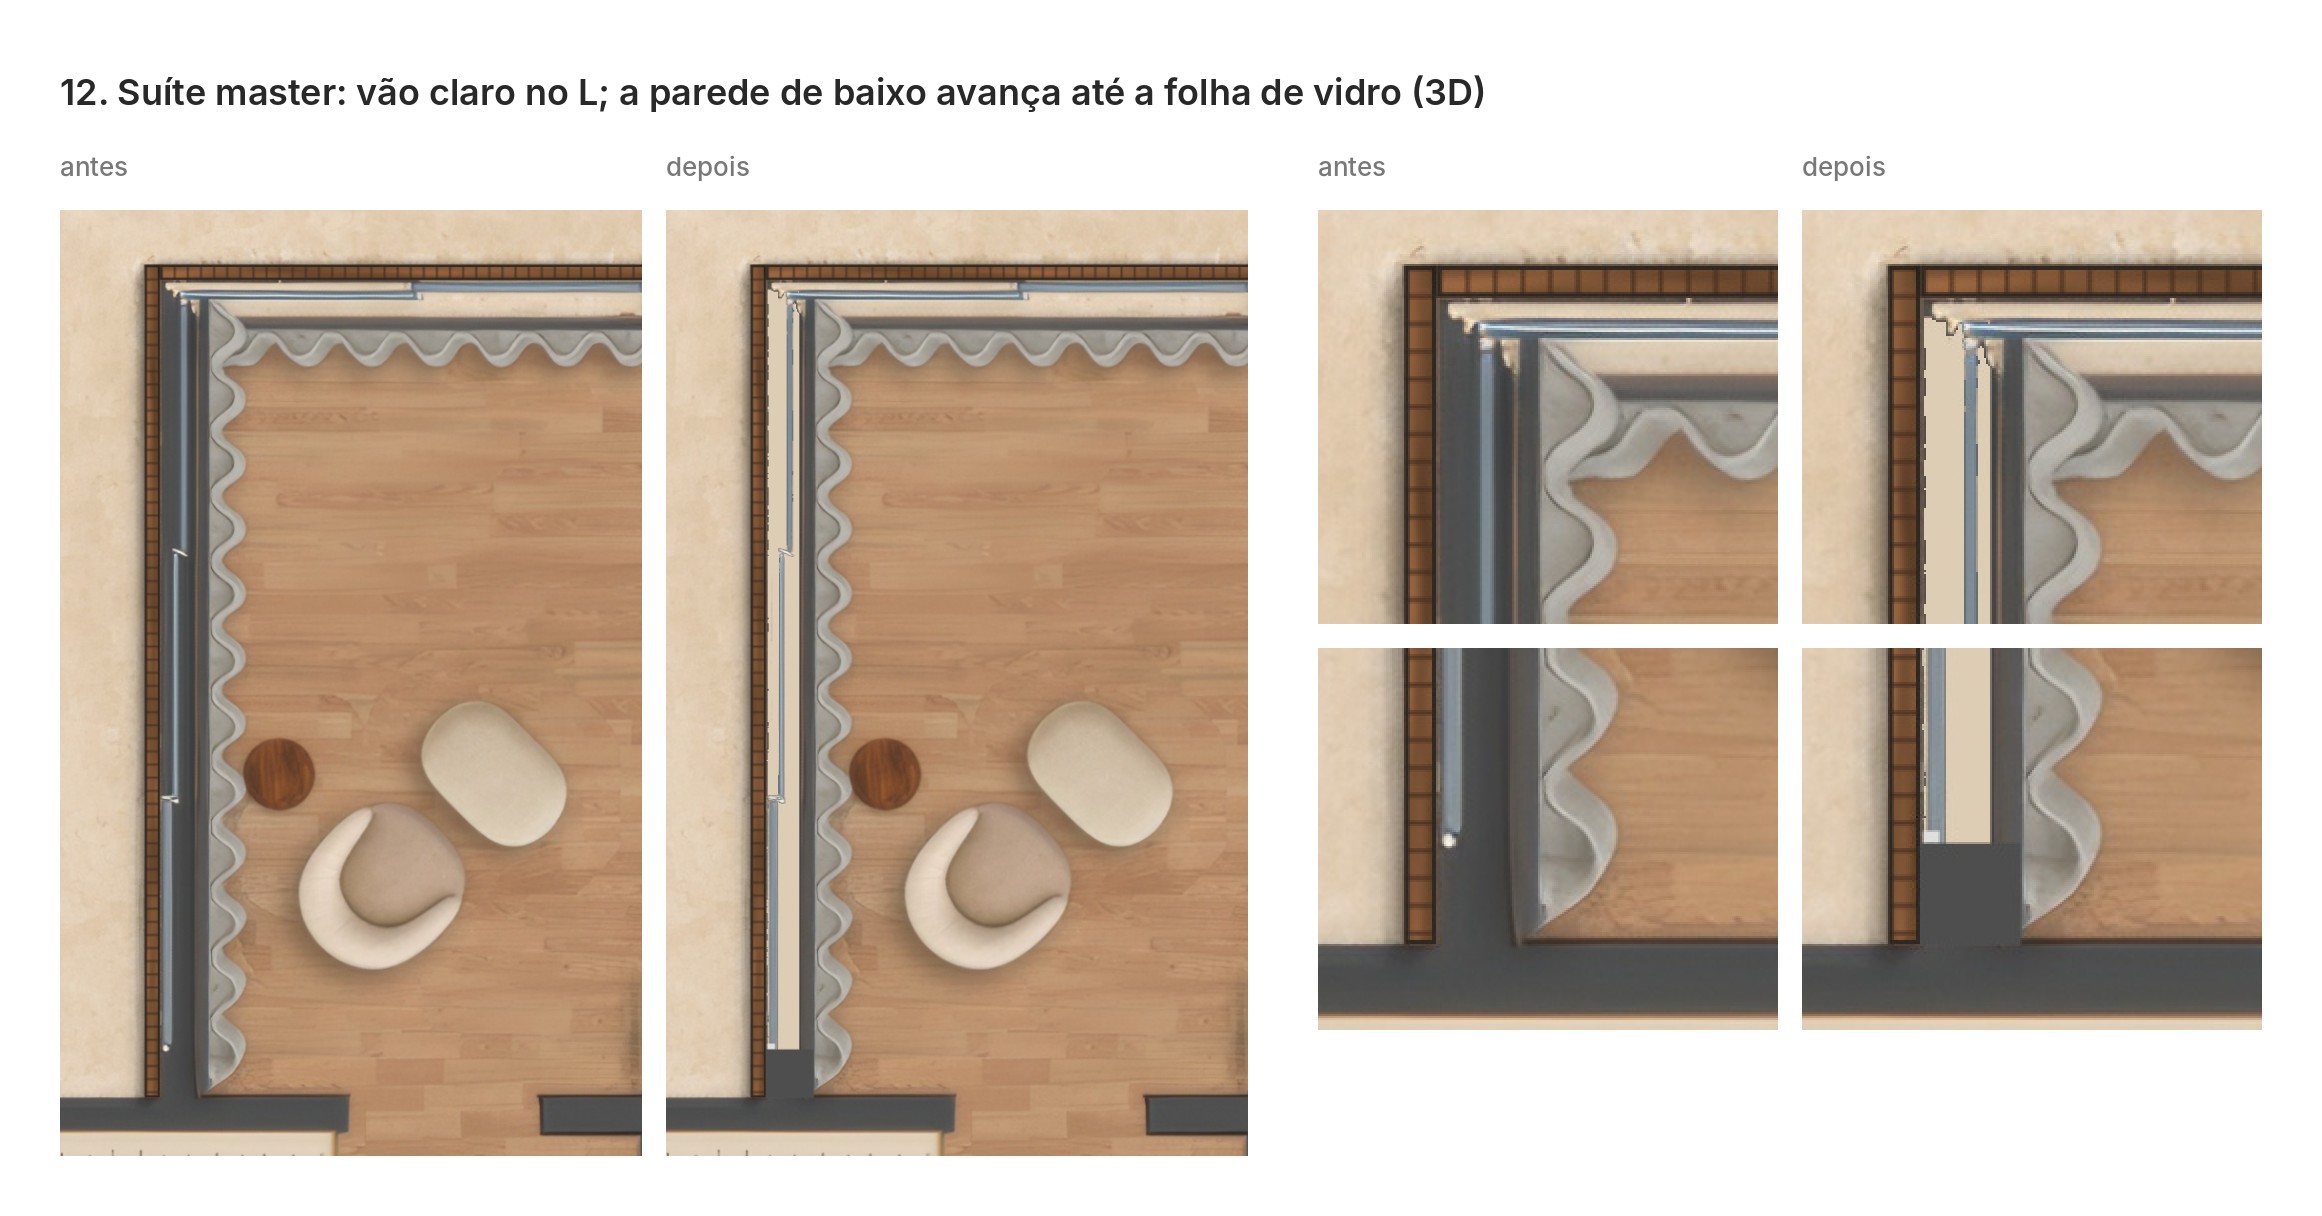 12. Suíte master: vão claro no L; a parede de baixo avança até a folha de vidro (3D)
antes
depois
antes
depois